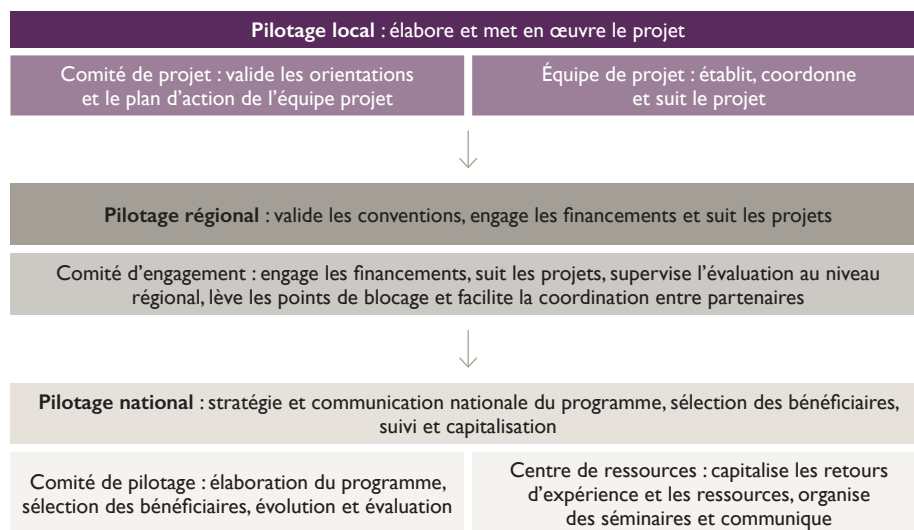 Pilotage local : élabore et met en œuvre le projet
Comité de projet : valide les orientations
et le plan d’action de l’équipe projet
Équipe de projet : établit, coordonne
et suit le projet
Pilotage régional : valide les conventions, engage les financements et suit les projets
Comité d’engagement : engage les financements, suit les projets, supervise l’évaluation au niveau
régional, lève les points de blocage et facilite la coordination entre partenaires
Pilotage national : stratégie et communication nationale du programme, sélection des bénéficiaires,
suivi et capitalisation
Comité de pilotage : élaboration du programme,
sélection des bénéficiaires, évolution et évaluation
Centre de ressources : capitalise les retours
d’expérience et les ressources, organise
des séminaires et communique